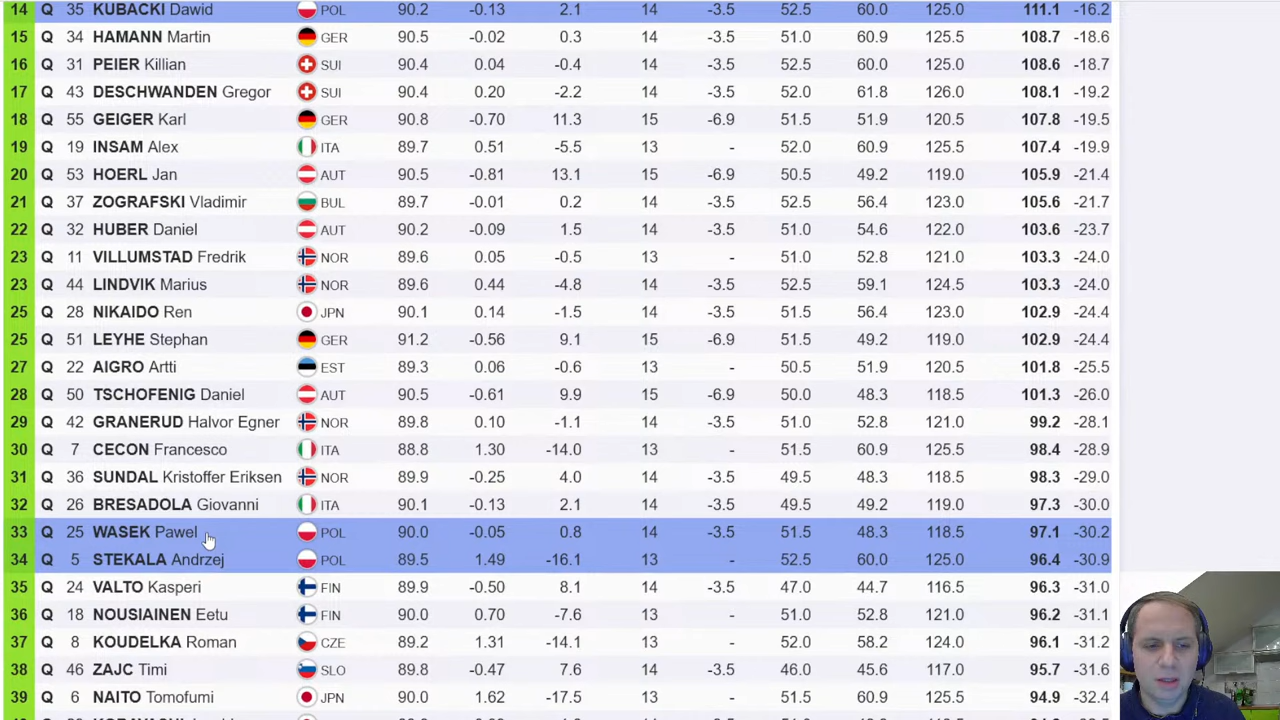 14 Q 35 KUBACKI Dawid POL 90.2 -0.13 2.1 14 -3.5 52.5 60.0 125.0 111.1 -16.2
15 Q 34 HAMANN Martin GER 90.5 -0.02 0.3 14 -3.5 51.0 60.9 125.5 108.7 -18.6
16 Q 31 PEIER Killian SUI 90.4 0.04 -0.4 14 -3.5 52.5 60.0 125.0 108.6 -18.7
17 Q 43 DESCHWANDEN Gregor SUI 90.4 0.20 -2.2 14 -3.5 52.0 61.8 126.0 108.1 -19.2
18 Q 55 GEIGER Karl GER 90.8 -0.70 11.3 15 -6.9 51.5 51.9 120.5 107.8 -19.5
19 Q 19 INSAM Alex ITA 89.7 0.51 -5.5 13 - 52.0 60.9 125.5 107.4 -19.9
20 Q 53 HOERL Jan AUT 90.5 -0.81 13.1 15 -6.9 50.5 49.2 119.0 105.9 -21.4
21 Q 37 ZOGRAFSKI Vladimir BUL 89.7 -0.01 0.2 14 -3.5 52.5 56.4 123.0 105.6 -21.7
22 Q 32 HUBER Daniel AUT 90.2 -0.09 1.5 14 -3.5 51.0 54.6 122.0 103.6 -23.7
23 Q 11 VILLUMSTAD Fredrik NOR 89.6 0.05 -0.5 14 -3.5 51.0 52.8 121.0 103.3 -24.0
23 Q 44 LINDVIK Marius NOR 89.6 0.44 -4.8 14 -3.5 52.5 59.1 124.5 103.3 -24.0
25 Q 28 NIKAIDO Ren JPN 90.1 0.14 -1.5 14 -3.5 51.5 56.4 123.0 102.9 -24.4
25 Q 51 LEYHE Stephan GER 91.2 -0.56 9.1 15 -6.9 51.5 49.2 119.0 102.9 -24.4
27 Q 22 AIGRO Artti EST 89.3 0.06 -0.6 13 - 50.5 51.9 120.5 101.8 -25.5
28 Q 50 TSCHOFENIG Daniel AUT 90.5 -0.61 9.9 15 -6.9 50.0 48.3 118.5 101.3 -26.0
29 Q 42 GRANERUD Halvor Egner NOR 88.8 0.10 -1.1 14 -3.5 51.0 52.8 121.0 99.2 -28.1
30 Q 7 CECON Francesco ITA 88.8 1.30 -14.0 13 - 51.5 60.9 125.5 98.4 -28.9
31 Q 36 SUNDAL Kristoffer Eriksen NOR 89.9 -0.25 4.0 14 -3.5 49.5 48.3 118.5 98.3 -29.0
32 Q 26 BRESADOLA Giovanni ITA 90.1 -0.13 2.1 14 -3.5 49.5 49.2 119.0 97.3 -30.0
33 Q 25 WASEK Pawel POL 90.0 -0.05 0.8 14 -3.5 51.5 48.3 118.5 97.1 -30.2
34 Q 5 STEKALA Andrzej POL 89.5 1.49 -16.1 13 - 52.5 60.0 125.0 96.4 -30.9
35 Q 24 VALTO Kasperi FIN 89.9 -0.50 8.1 14 -3.5 47.0 44.7 116.5 96.3 -31.0
36 Q 18 NOUSIAINEN Eetu FIN 90.0 0.70 -7.6 13 - 51.0 52.8 121.0 96.2 -31.1
37 Q 8 KOUDELKA Roman CZE 89.2 1.31 -14.1 13 - 52.0 58.2 124.0 96.1 -31.2
38 Q 46 ZAJC Timi SLO 89.8 -0.47 7.6 14 -3.5 46.0 45.6 117.0 95.7 -31.6
39 Q 6 NAITO Tomofumi JPN 90.0 1.62 -17.5 13 - 51.5 60.9 125.5 94.9 -32.4